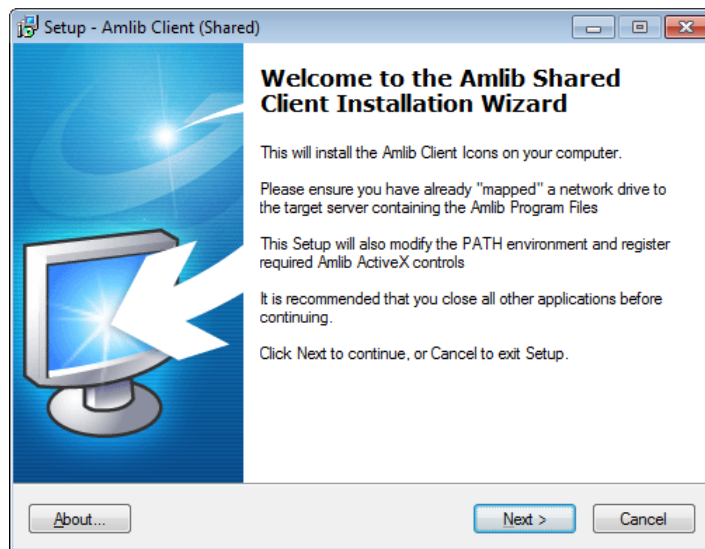 Setup - Amlib Client (Shared)
Welcome to the Amlib Shared
Client Installation Wizard
This will install the Amlib Client Icons on your computer.
Please ensure you have already "mapped" a network drive to
the target server containing the Amlib Program Files
This Setup will also modify the PATH environment and register
required Amlib ActiveX controls
It is recommended that you close all other applications before
continuing.
Click Next to continue, or Cancel to exit Setup.
About...
Next >
Cancel